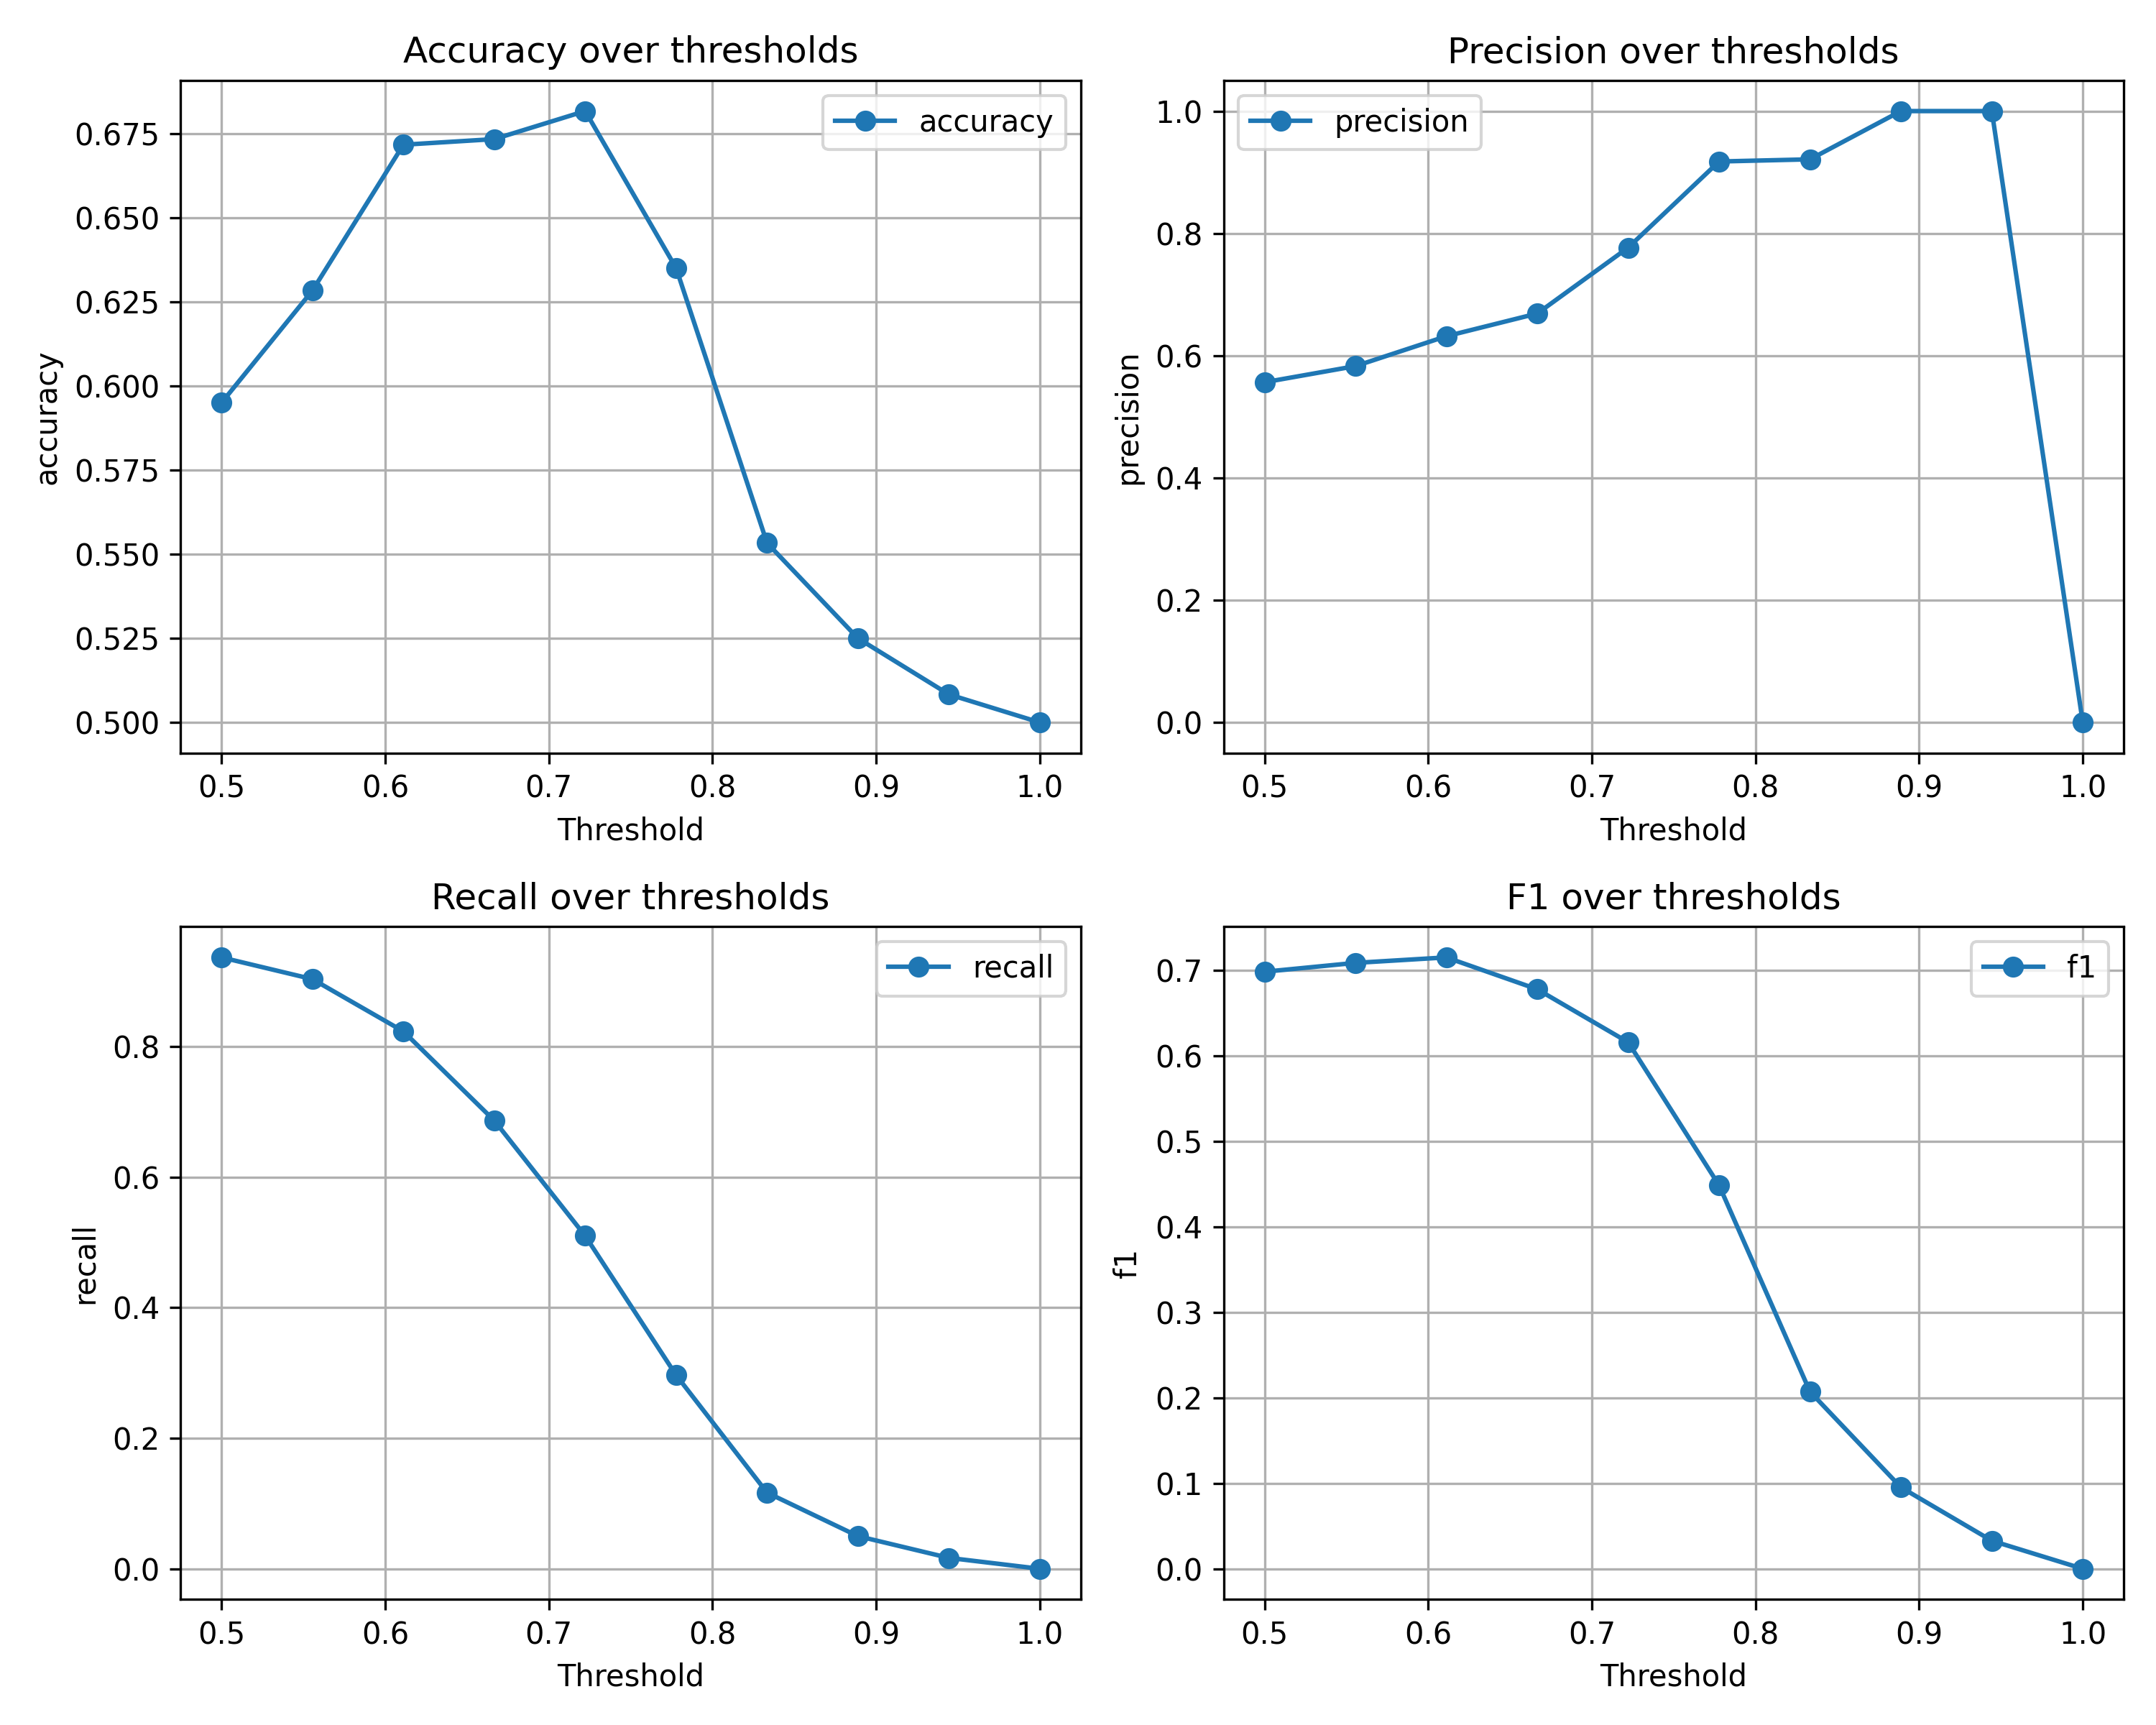 Accuracy over thresholds
accuracy
accuracy
0.675
0.650
0.625
0.600
0.575
0.550
0.525
0.500
0.5 0.6 0.7 0.8 0.9 1.0
Threshold
Precision over thresholds
precision
precision
1.0
0.8
0.6
0.4
0.2
0.0
0.5 0.6 0.7 0.8 0.9 1.0
Threshold
Recall over thresholds
recall
recall
0.8
0.6
0.4
0.2
0.0
0.5 0.6 0.7 0.8 0.9 1.0
Threshold
F1 over thresholds
f1
f1
0.7
0.6
0.5
0.4
0.3
0.2
0.1
0.0
0.5 0.6 0.7 0.8 0.9 1.0
Threshold